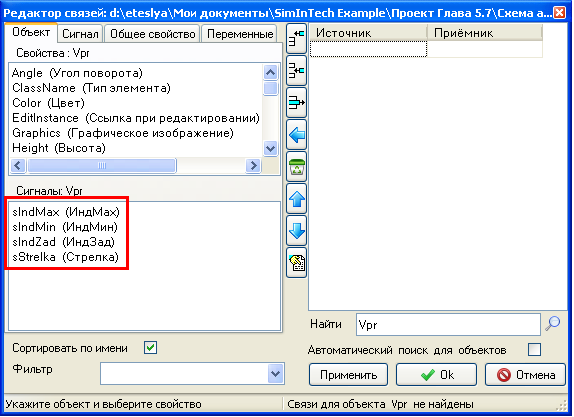 Редактор связей: d:\eteslya\Мои документы\SimInTech Example\Проект Глава 5.7\Схема а...
Объект Сигнал Общее свойство Переменные
Свойства : Vpr
Angle (Угол поворота)
ClassName (Тип элемента)
Color (Цвет)
EditInstance (Ссылка при редактировании)
Graphics (Графическое изображение)
Height (Высота)
Сигналы: Vpr
sIndMax (ИндМах)
sIndMin (ИндМин)
sIndZad (ИндЗад)
sStrelka (Стрелка)
Сортировать по имени
Фильтр
Источник Приёмник
Найти Vpr
Автоматический поиск для объектов
Применить Ok Отмена
Укажите объект и выберите свойство Связи для объекта Vpr не найдены